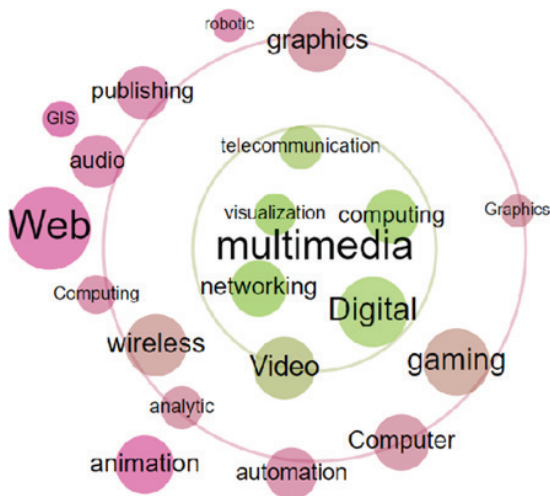 robotic
graphics
publishing
GIS
telecommunication
audio
visualization
computing
Graphics
Web
multimedia
networking
Computing
Digital
wireless
Video
gaming
analytic
Computer
animation
automation